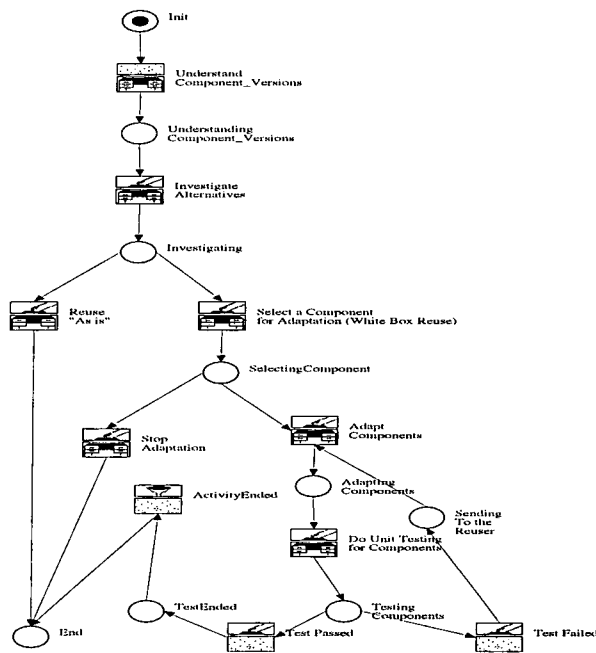 Init
Understand
Component_Versions
Understanding
Component_Versions
Investigate
Alternatives
Investigating
Reuse
"As is"
Select a Component
for Adaptation (White Box Reuse)
SelectingComponent
Stop
Adaptation
Adapt
Components
ActivityEnded
Adapting
Components
Sending
To the
Reuser
Do Unit Testing
for Components
TestEnded
Testing
Components
End
Test Passed
Test Failed